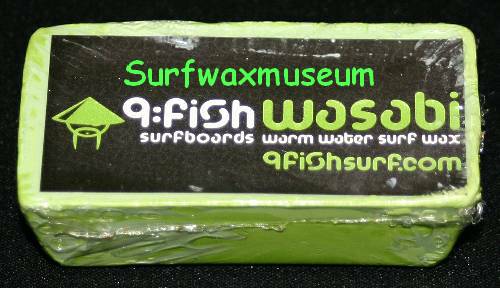 Surfwaxmuseum
9:fish wasabi
surfboards warm water surf wax
9fishsurf.com